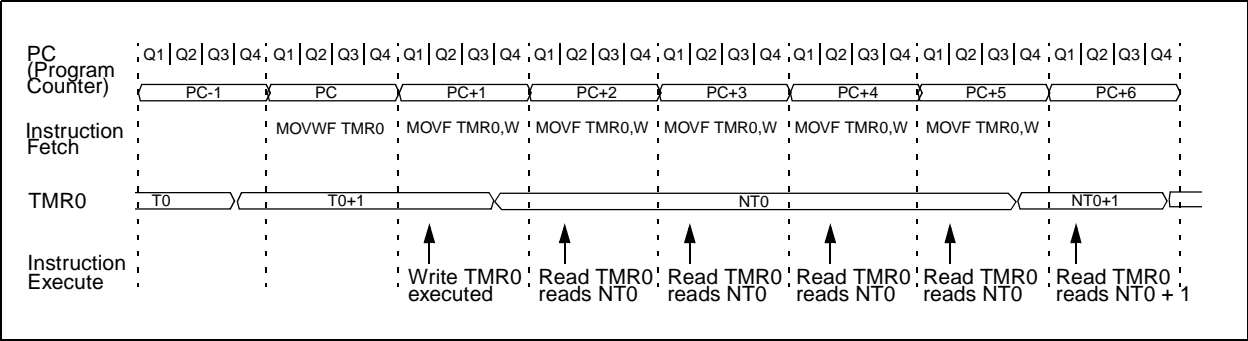 PC (Program Counter)
Q1 Q2 Q3 Q4 Q1 Q2 Q3 Q4 Q1 Q2 Q3 Q4 Q1 Q2 Q3 Q4 Q1 Q2 Q3 Q4 Q1 Q2 Q3 Q4 Q1 Q2 Q3 Q4 Q1 Q2 Q3 Q4
PC-1 PC PC+1 PC+2 PC+3 PC+4 PC+5 PC+6
Instruction Fetch
MOVWF TMR0 MOVF TMR0,W MOVF TMR0,W MOVF TMR0,W MOVF TMR0,W MOVF TMR0,W
TMR0
T0 T0+1 NT0 NT0+1
Instruction Execute
Write TMR0
executed
Read TMR0
reads NT0
Read TMR0
reads NT0
Read TMR0
reads NT0
Read TMR0
reads NT0
Read TMR0
reads NT0 + 1